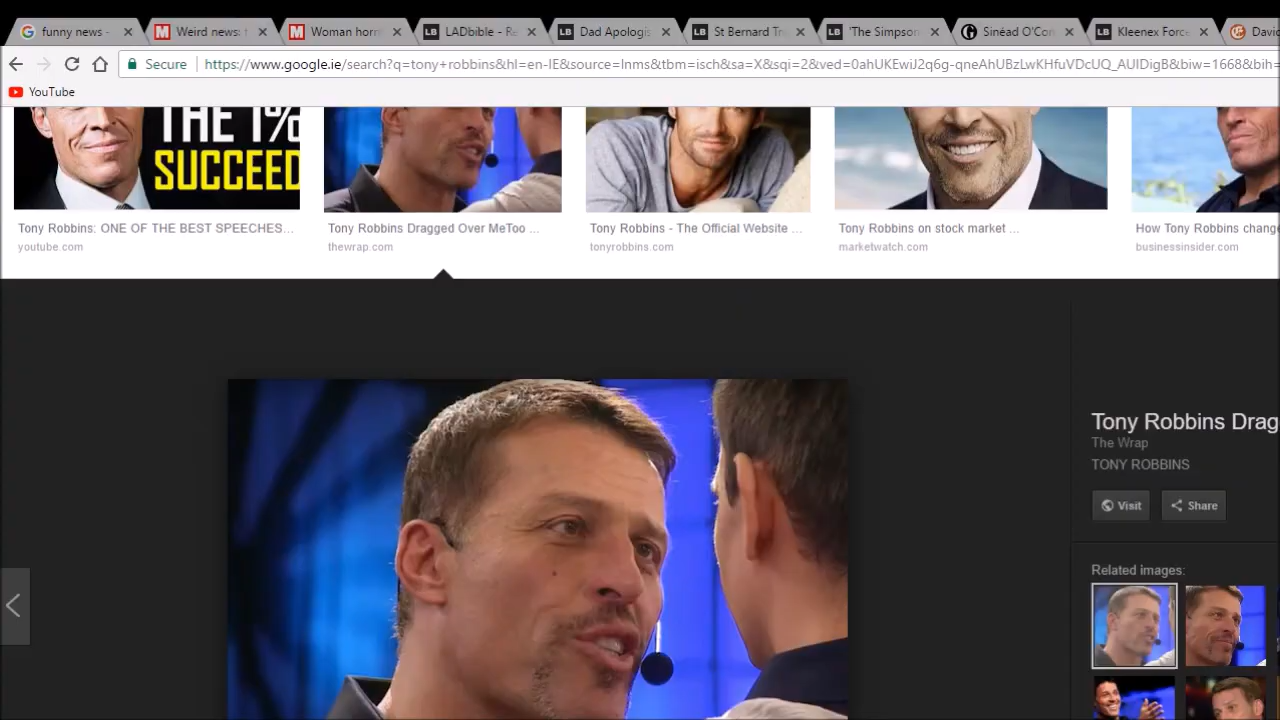 funny news -
Weird news:
Woman horr
LADbible - Re
Dad Apologis
St Bernard Tr
'The Simpson
Sinéad O'Con
Kleenex Force
David
Secure
https://www.google.ie/search?q=tony+robbins&hl=en-IE&source=lnms&tbm=isch&sa=X&sqi=2&ved=0ahUKEwiJ2q6g-qneAhUBzLwKHfuVDcUQ_AUIDigB&biw=1668&bih=
YouTube
THE 1%
SUCCEED
Tony Robbins: ONE OF THE BEST SPEECHES...
youtube.com
Tony Robbins Dragged Over MeToo ...
thewrap.com
Tony Robbins - The Official Website ...
tonyrobbins.com
Tony Robbins on stock market ...
marketwatch.com
How Tony Robbins change
businessinsider.com
Tony Robbins Drag
The Wrap
TONY ROBBINS
Visit
Share
Related images: